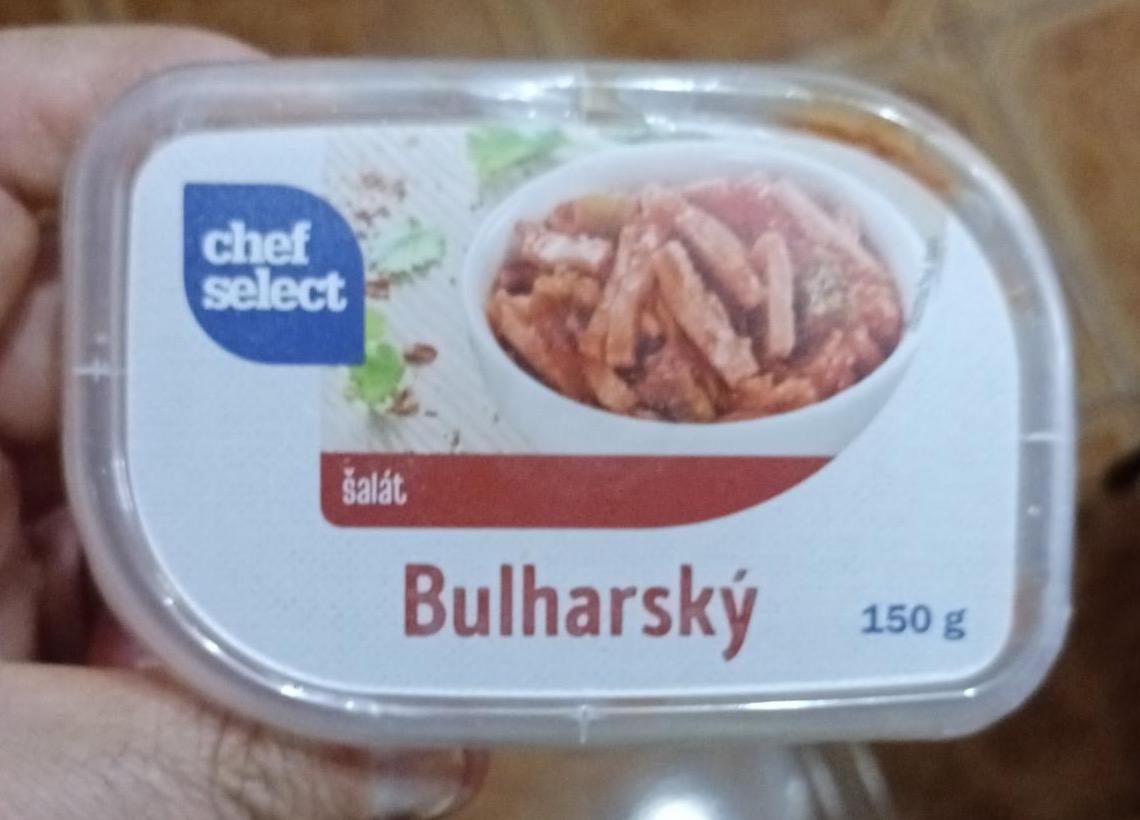 chef
select
šalát
Bulharský
150 g